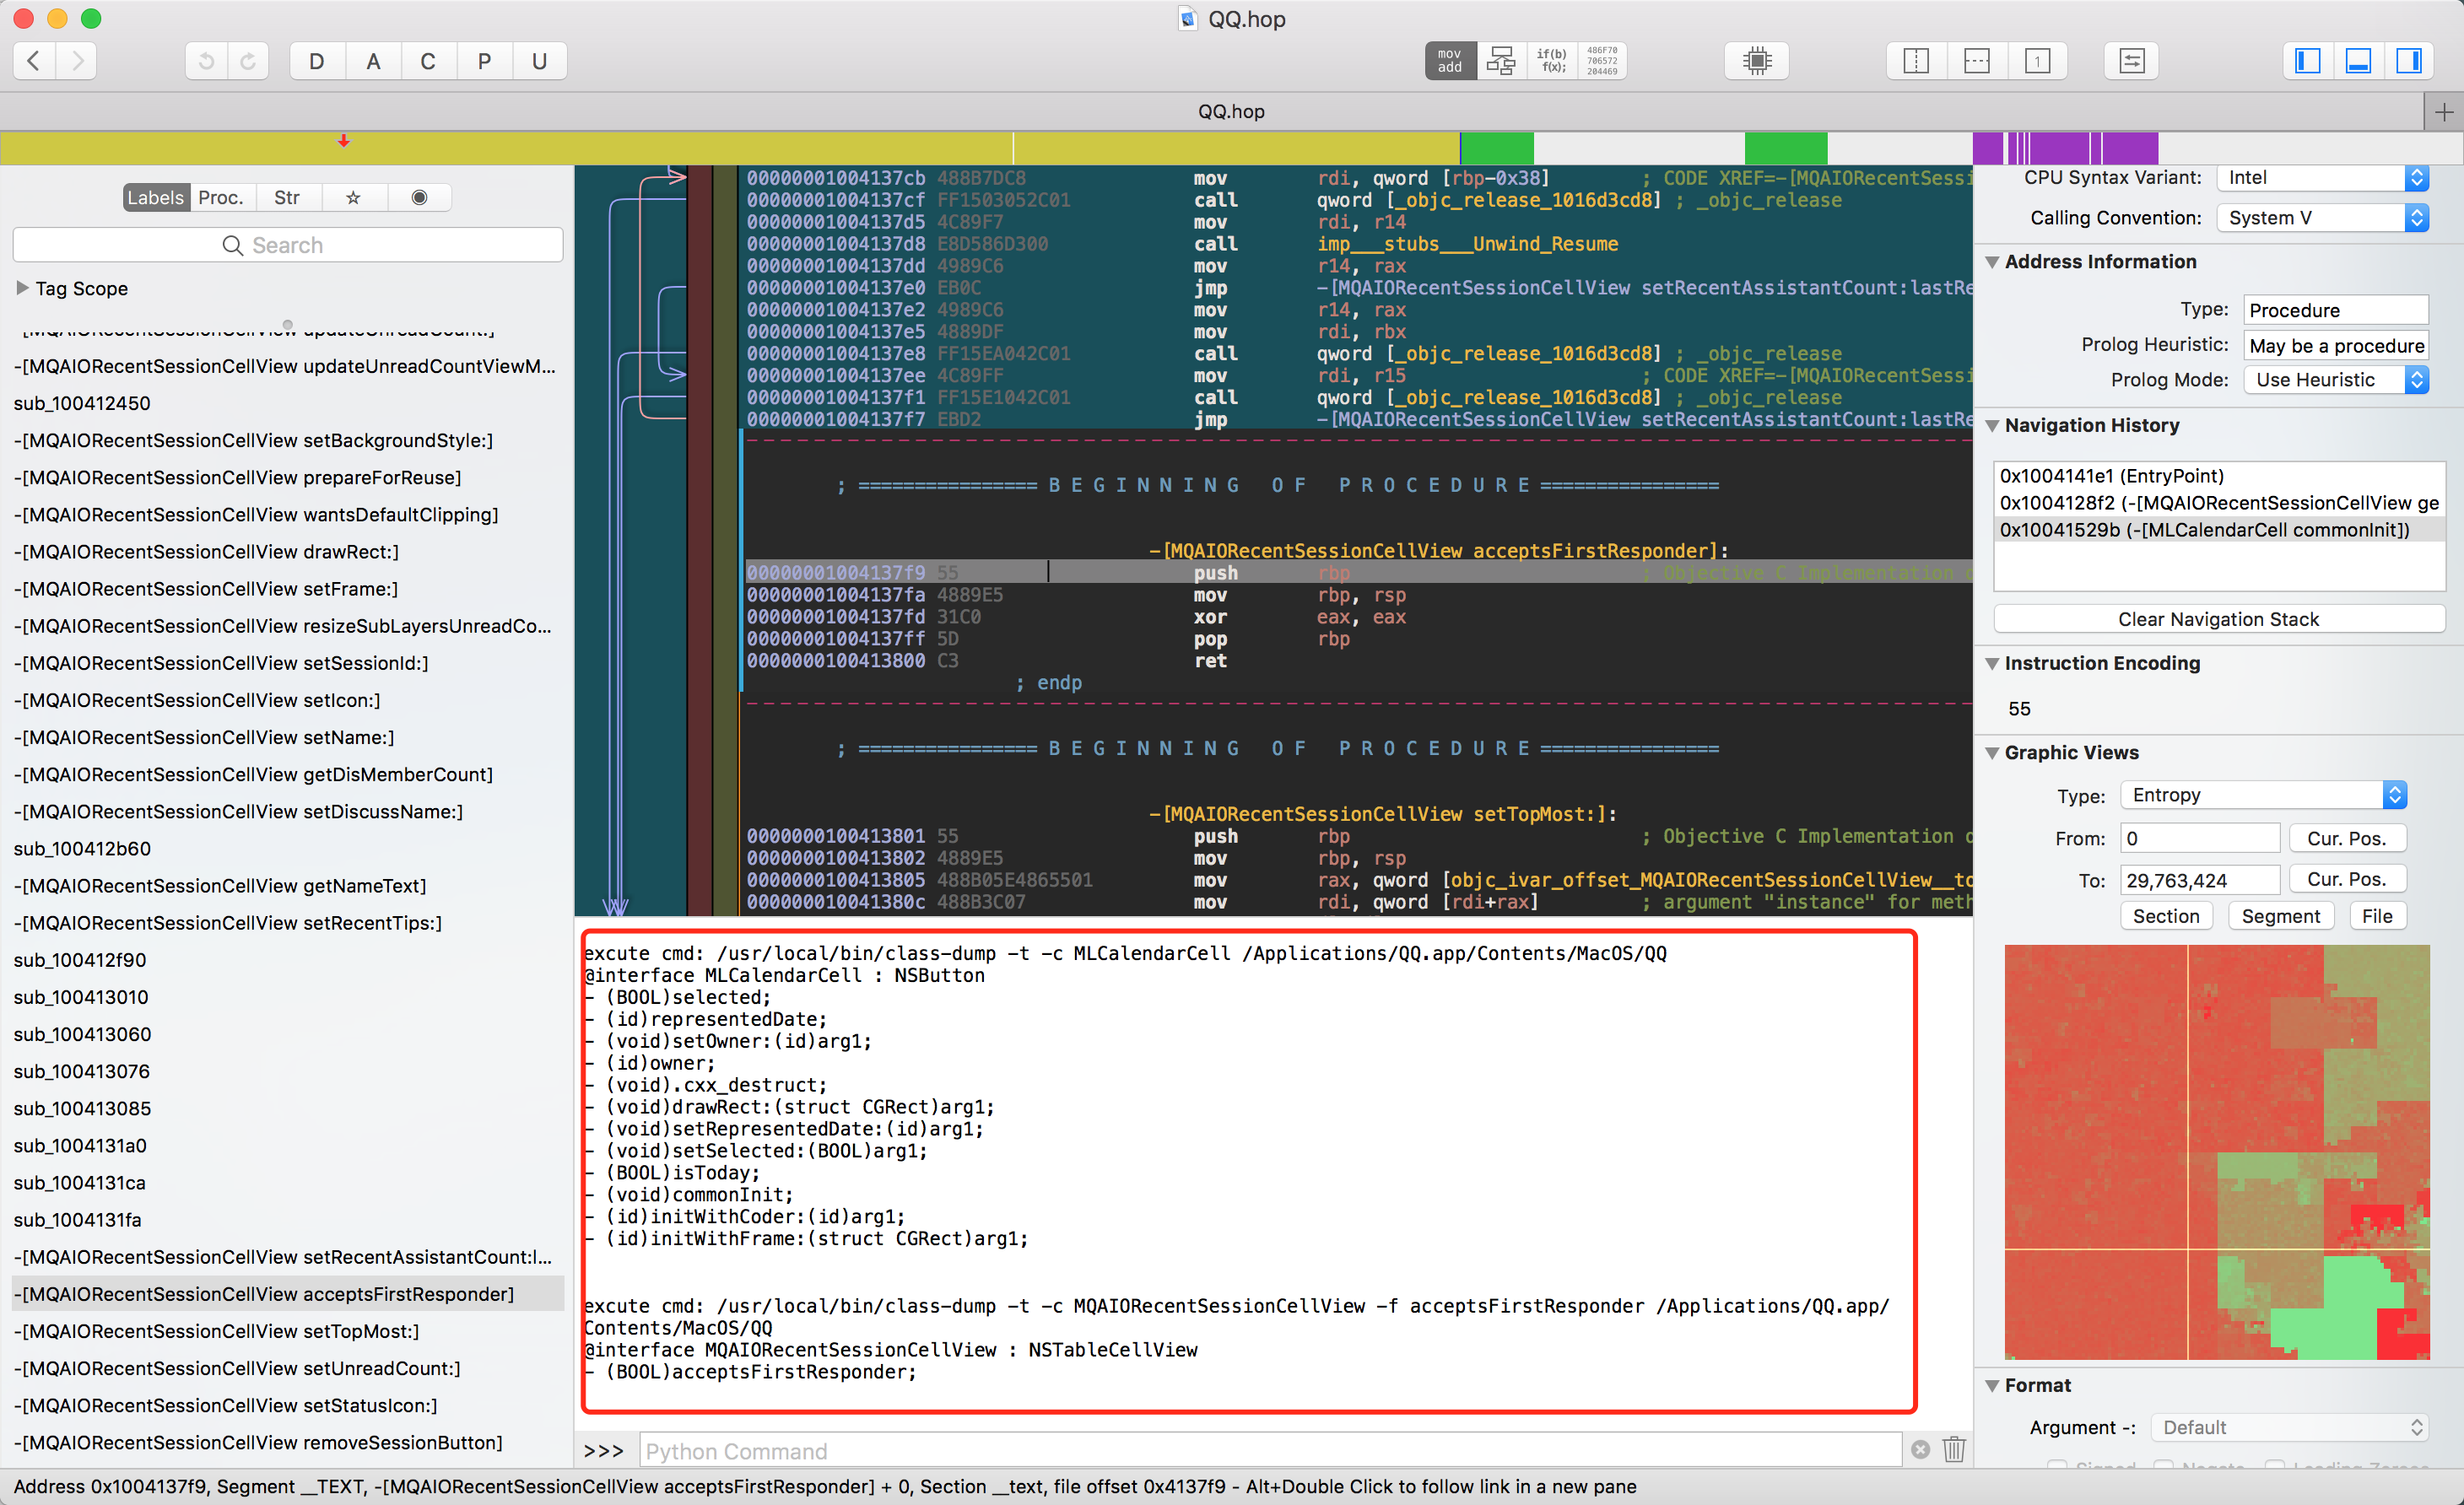 QQ.hop
D A C P U
mov add
if(b) f(x);
486F70 706572 204469
1
QQ.hop
Labels Proc. Str
Search
Tag Scope
-[MQAIORecentSessionCellView updateUnreadCount:]
-[MQAIORecentSessionCellView updateUnreadCountViewM...
sub_100412450
-[MQAIORecentSessionCellView setBackgroundStyle:]
-[MQAIORecentSessionCellView prepareForReuse]
-[MQAIORecentSessionCellView wantsDefaultClipping]
-[MQAIORecentSessionCellView drawRect:]
-[MQAIORecentSessionCellView setFrame:]
-[MQAIORecentSessionCellView resizeSubLayersUnreadCo...
-[MQAIORecentSessionCellView setSessionId:]
-[MQAIORecentSessionCellView setIcon:]
-[MQAIORecentSessionCellView setName:]
-[MQAIORecentSessionCellView getDisMemberCount]
-[MQAIORecentSessionCellView setDiscussName:]
sub_100412b60
-[MQAIORecentSessionCellView getNameText]
-[MQAIORecentSessionCellView setRecentTips:]
sub_100412f90
sub_100413010
sub_100413060
sub_100413076
sub_100413085
sub_1004131a0
sub_1004131ca
sub_1004131fa
-[MQAIORecentSessionCellView setRecentAssistantCount:l...
-[MQAIORecentSessionCellView acceptsFirstResponder]
-[MQAIORecentSessionCellView setTopMost:]
-[MQAIORecentSessionCellView setUnreadCount:]
-[MQAIORecentSessionCellView setStatusIcon:]
-[MQAIORecentSessionCellView removeSessionButton]
00000001004137cb 488B7DC8 mov rdi, qword [rbp-0x38] ; CODE XREF=-[MQAIORecentSessi
00000001004137cf FF1503052C01 call qword [_objc_release_1016d3cd8] ; _objc_release
00000001004137d5 4C89F7 mov rdi, r14
00000001004137d8 E8D586D300 call imp___stubs___Unwind_Resume
00000001004137dd 4989C6 mov r14, rax
00000001004137e0 EB0C jmp -[MQAIORecentSessionCellView setRecentAssistantCount:lastRe
00000001004137e2 4989C6 mov r14, rax
00000001004137e5 4889DF mov rdi, rbx
00000001004137e8 FF15EA042C01 call qword [_objc_release_1016d3cd8] ; _objc_release
00000001004137ee 4C89FF mov rdi, r15 ; CODE XREF=-[MQAIORecentSessi
00000001004137f1 FF15E1042C01 call qword [_objc_release_1016d3cd8] ; _objc_release
00000001004137f7 EBD2 jmp -[MQAIORecentSessionCellView setRecentAssistantCount:lastRe
; ================ B E G I N N I N G   O F   P R O C E D U R E ================
-[MQAIORecentSessionCellView acceptsFirstResponder]:
00000001004137f9 55 push rbp ; Objective C Implementation
00000001004137fa 4889E5 mov rbp, rsp
00000001004137fd 31C0 xor eax, eax
00000001004137ff 5D pop rbp
0000000100413800 C3 ret
; endp
; ================ B E G I N N I N G   O F   P R O C E D U R E ================
-[MQAIORecentSessionCellView setTopMost:]:
0000000100413801 55 push rbp ; Objective C Implementation
0000000100413802 4889E5 mov rbp, rsp
0000000100413805 488B05E4865501 mov rax, qword [objc_ivar_offset_MQAIORecentSessionCellView__to
000000010041380c 488B3C07 mov rdi, qword [rdi+rax] ; argument "instance" for meth
excute cmd: /usr/local/bin/class-dump -t -c MLCalendarCell /Applications/QQ.app/Contents/MacOS/QQ
@interface MLCalendarCell : NSButton
- (BOOL)selected;
- (id)representedDate;
- (void)setOwner:(id)arg1;
- (id)owner;
- (void).cxx_destruct;
- (void)drawRect:(struct CGRect)arg1;
- (void)setRepresentedDate:(id)arg1;
- (void)setSelected:(BOOL)arg1;
- (BOOL)isToday;
- (void)commonInit;
- (id)initWithCoder:(id)arg1;
- (id)initWithFrame:(struct CGRect)arg1;
excute cmd: /usr/local/bin/class-dump -t -c MQAIORecentSessionCellView -f acceptsFirstResponder /Applications/QQ.app/
Contents/MacOS/QQ
@interface MQAIORecentSessionCellView : NSTableCellView
- (BOOL)acceptsFirstResponder;
>>> Python Command
CPU Syntax Variant: Intel
Calling Convention: System V
Address Information
Type: Procedure
Prolog Heuristic: May be a procedure
Prolog Mode: Use Heuristic
Navigation History
0x1004141e1 (EntryPoint)
0x1004128f2 (-[MQAIORecentSessionCellView ge
0x10041529b (-[MLCalendarCell commonInit])
Clear Navigation Stack
Instruction Encoding
55
Graphic Views
Type: Entropy
From: 0 Cur. Pos.
To: 29,763,424 Cur. Pos.
Section Segment File
Format
Argument -: Default
Signed Negate Leading Zeroes
Address 0x1004137f9, Segment __TEXT, -[MQAIORecentSessionCellView acceptsFirstResponder] + 0, Section __text, file offset 0x4137f9 - Alt+Double Click to follow link in a new pane